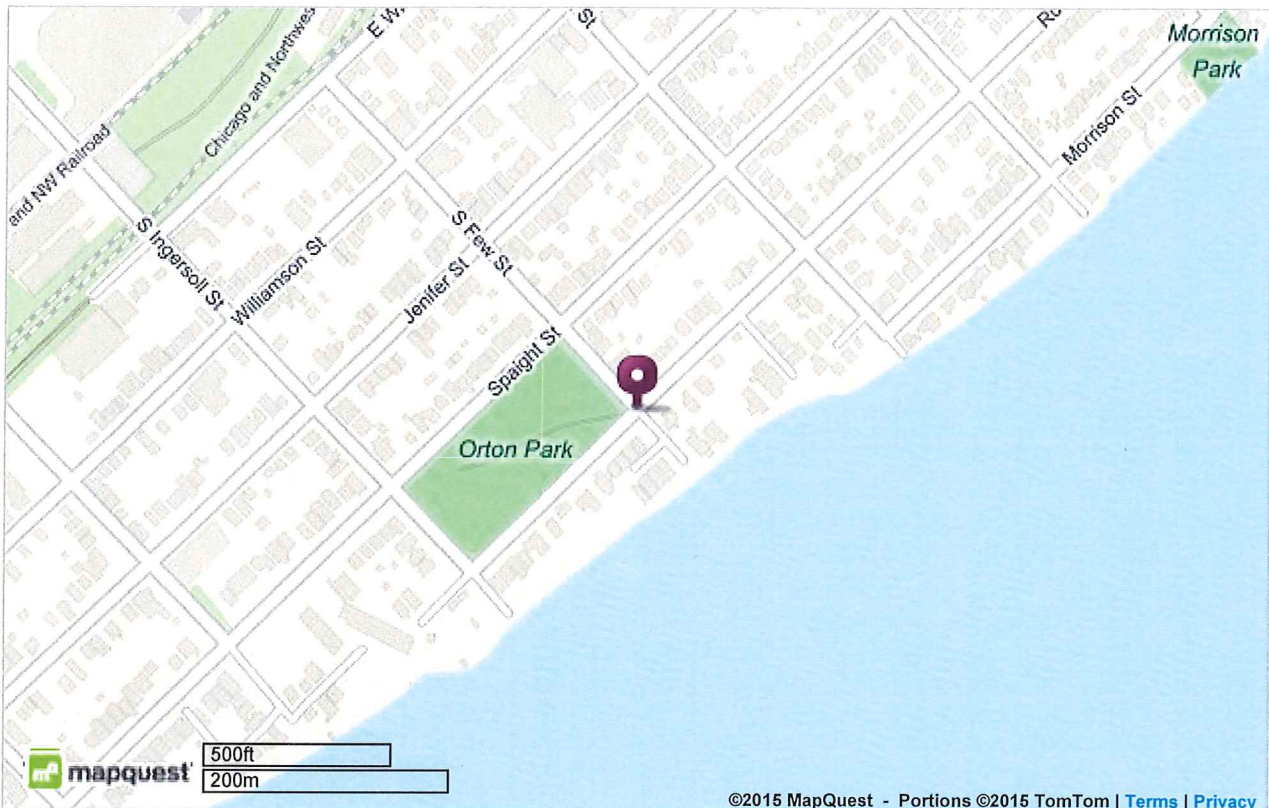 Morrison
Park
E W
St
Ro
Chicago and Northwes
and NW Railroad
Morrison St
S Ingersoll St
Williamson St
S Few St
Jenifer St
Spaight St
Orton Park
500ft
200m
mapquest
©2015 MapQuest - Portions ©2015 TomTom | Terms | Privacy